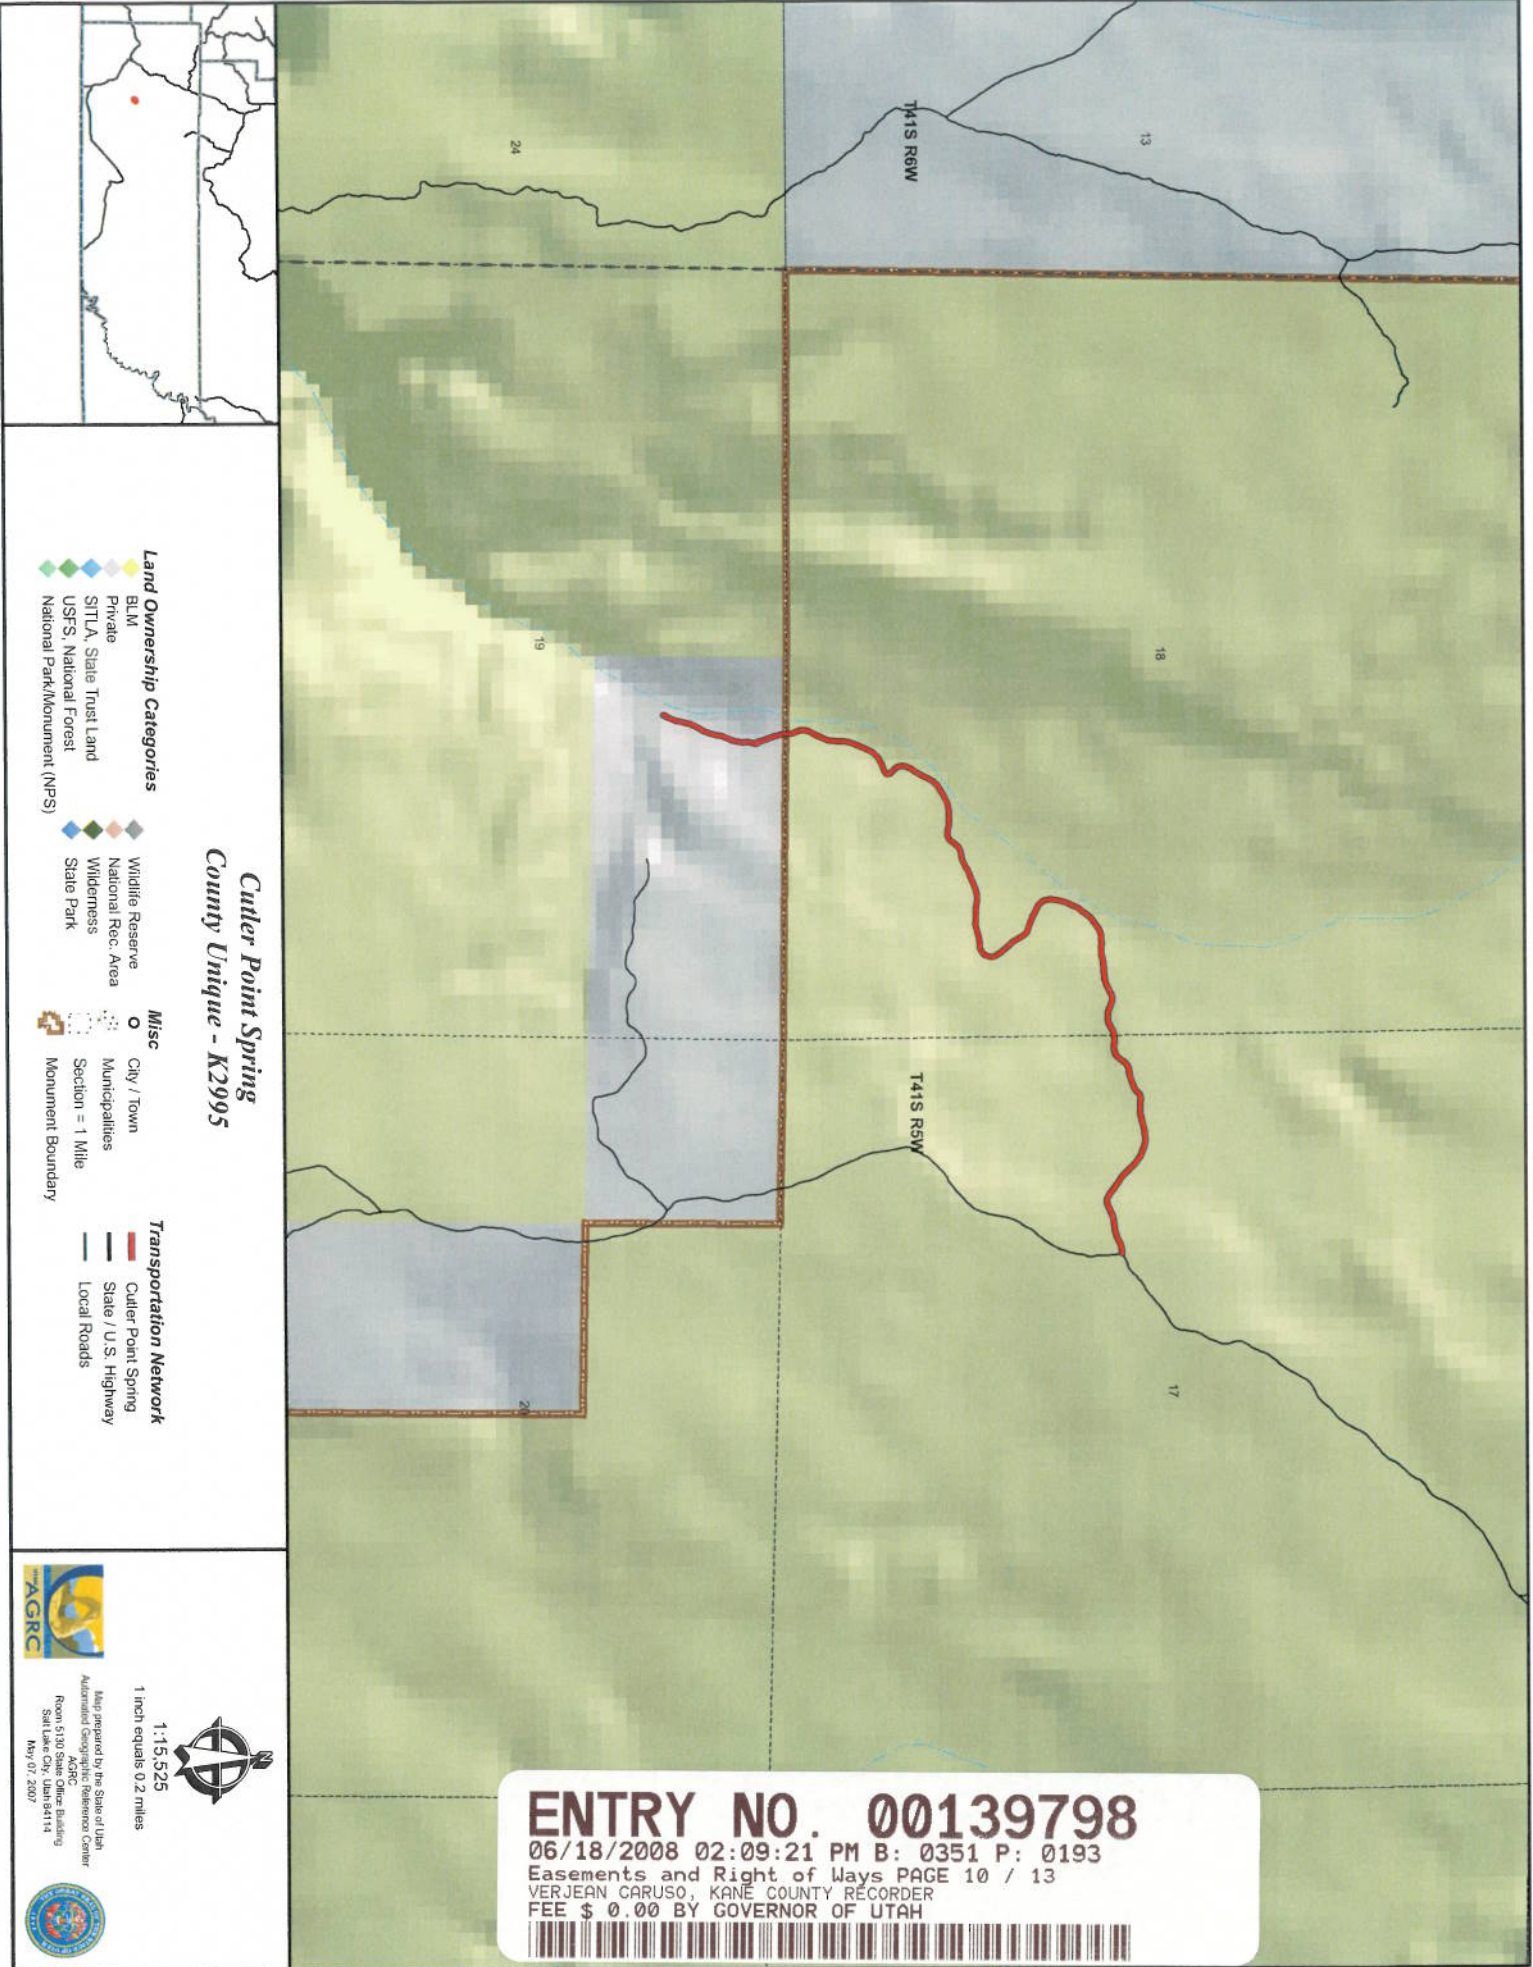 T41S R6W
13
24
18
19
T41S R5W
17
20
Cutler Point Spring
County Unique - K2995
Land Ownership Categories
BLM
Private
SITLA, State Trust Land
USFS, National Forest
National Park/Monument (NPS)
Wildlife Reserve
National Rec. Area
Wilderness
State Park
Misc
City / Town
Municipalities
Section = 1 Mile
Monument Boundary
Transportation Network
Cutler Point Spring
State / U.S. Highway
Local Roads
N
1:15,525
1 inch equals 0.2 miles
AGRC
Map prepared by the State of Utah
Automated Geographic Reference Center
AGRC
Room 5130 State Office Building
Salt Lake City, Utah 84114
May 07, 2007
ENTRY NO. 00139798
06/18/2008 02:09:21 PM B: 0351 P: 0193
Easements and Right of Ways PAGE 10 / 13
VERJEAN CARUSO, KANE COUNTY RECORDER
FEE $ 0.00 BY GOVERNOR OF UTAH